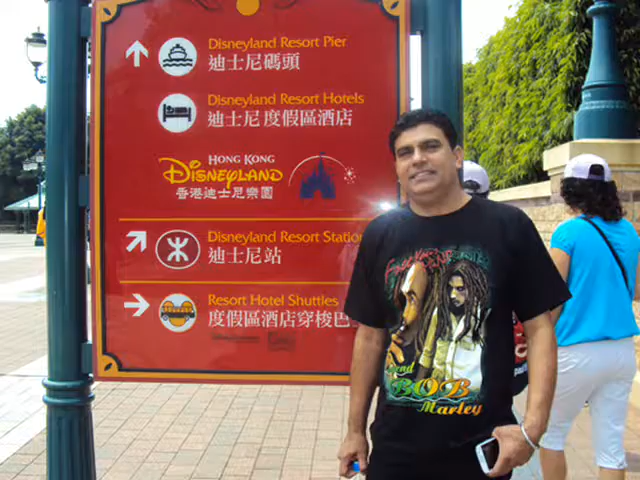 Disneyland Resort Pier
迪士尼碼頭
Disneyland Resort Hotels
迪士尼度假區酒店
HONG KONG
Disneyland
香港迪士尼樂園
Disneyland Resort Station
迪士尼站
Resort Hotel Shuttles
度假區酒店穿梭巴
BOB
Marley